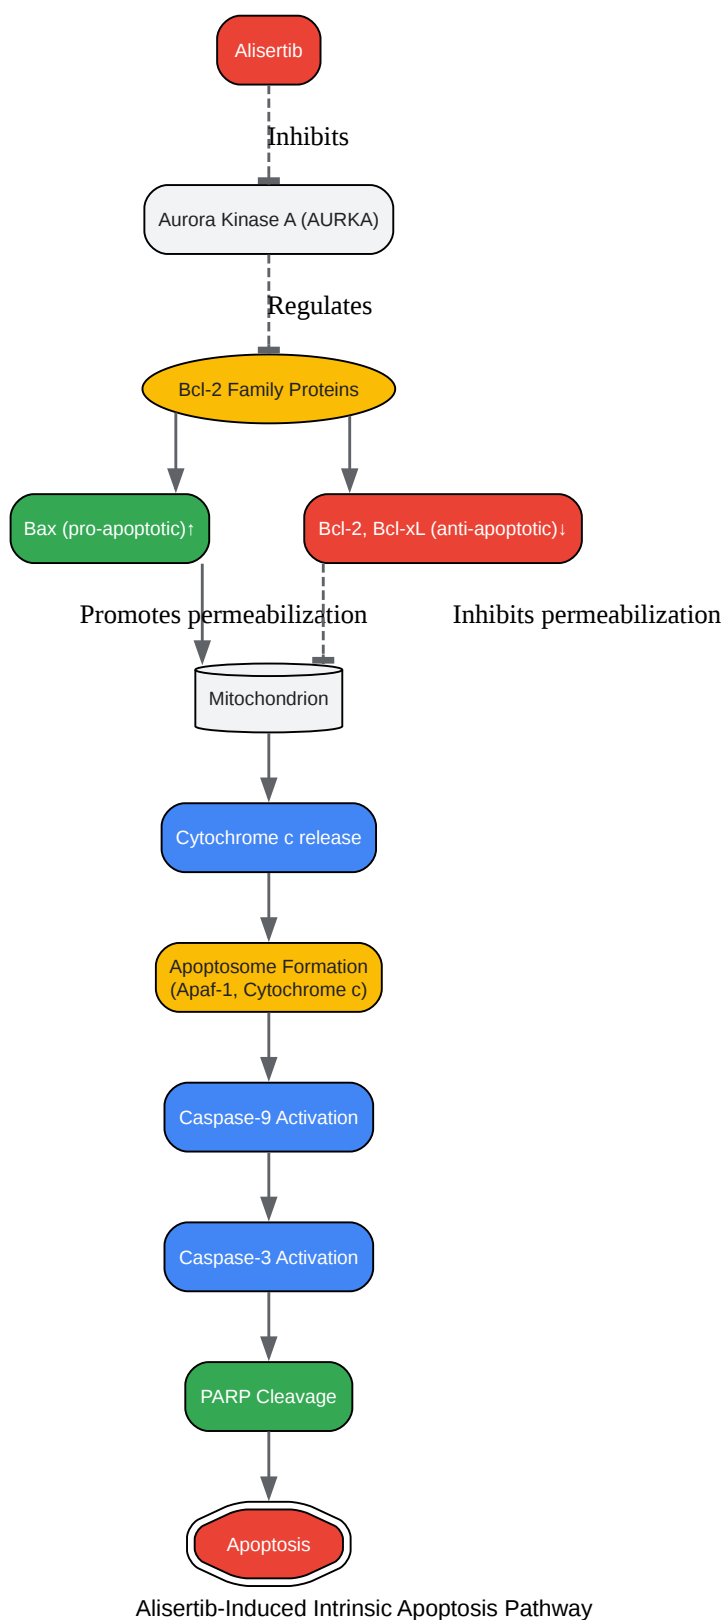 Alisertib
Inhibits
Aurora Kinase A (AURKA)
Regulates
Bcl-2 Family Proteins
Bax (pro-apoptotic)↑
Bcl-2, Bcl-xL (anti-apoptotic)↓
Promotes permeabilization
Inhibits permeabilization
Mitochondrion
Cytochrome c release
Apoptosome Formation
(Apaf-1, Cytochrome c)
Caspase-9 Activation
Caspase-3 Activation
PARP Cleavage
Apoptosis
Alisertib-Induced Intrinsic Apoptosis Pathway